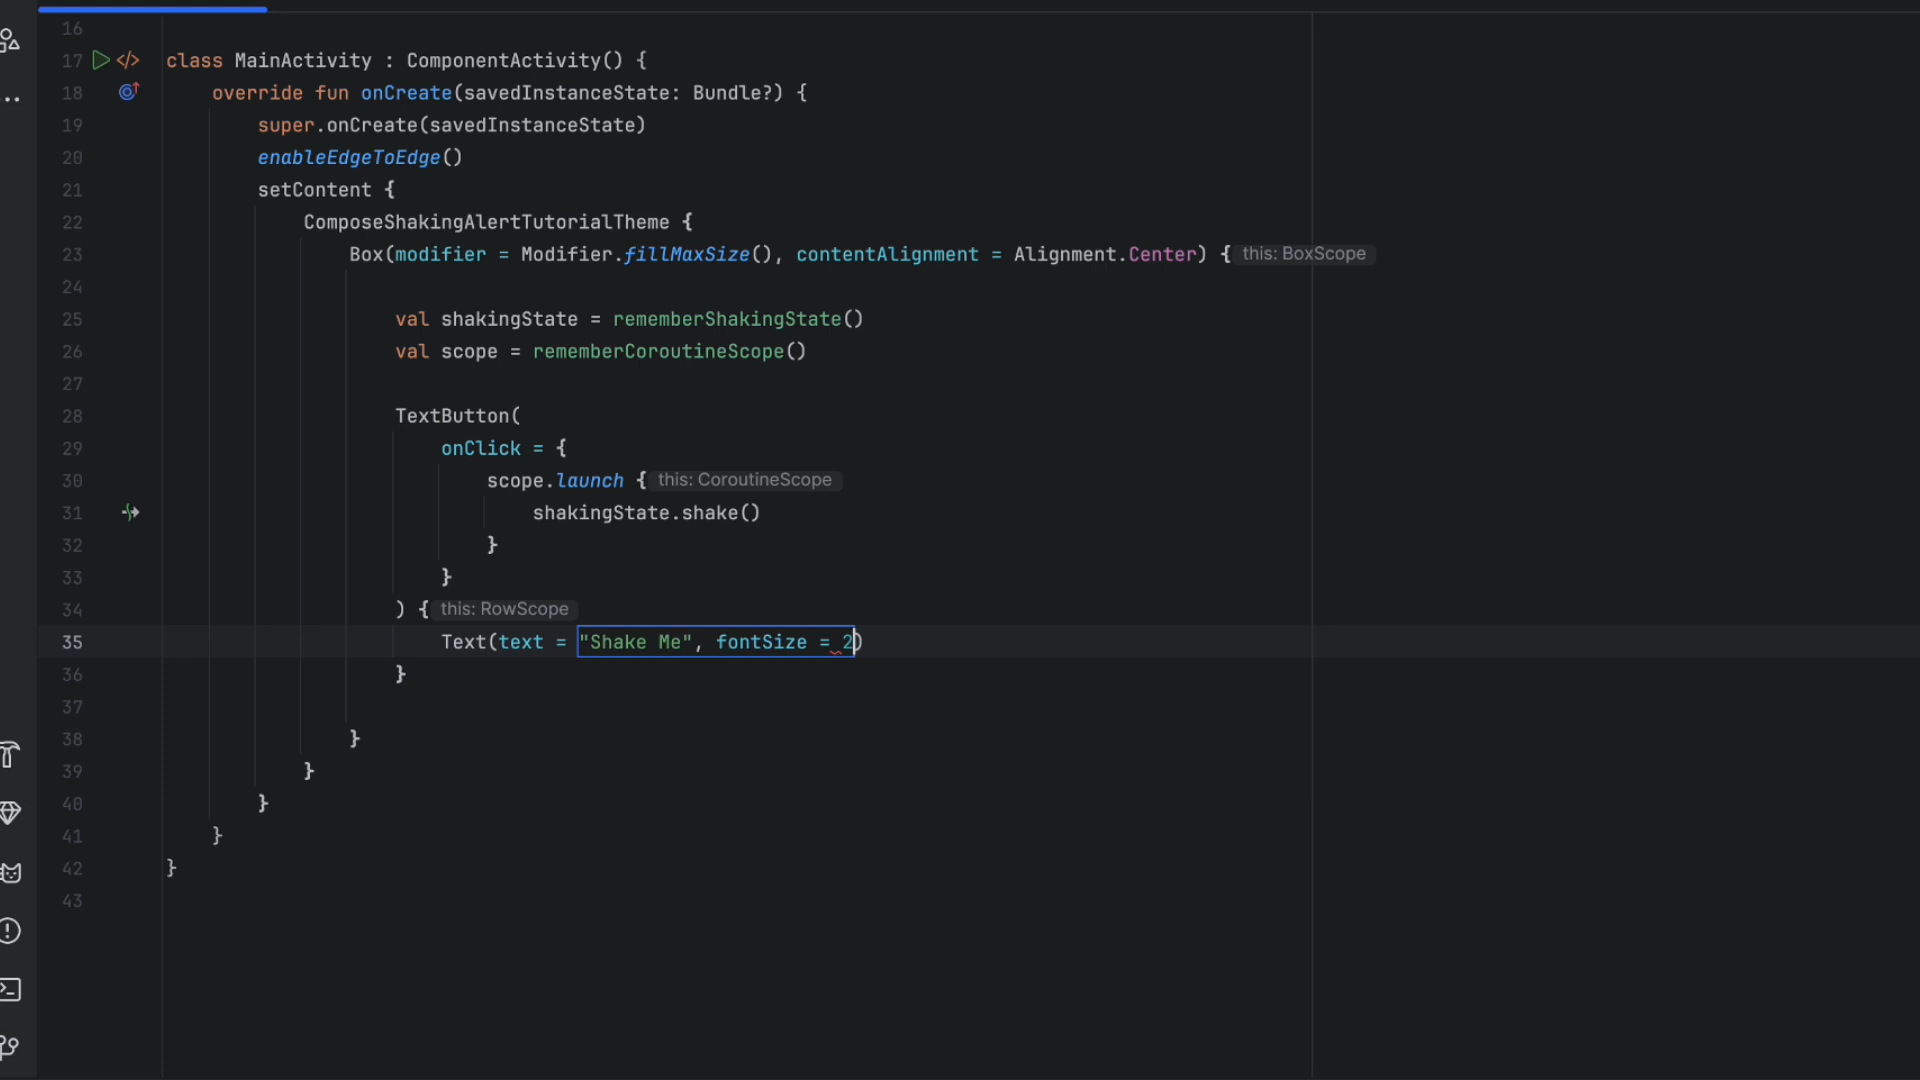 16
17 class MainActivity : ComponentActivity() {
18 override fun onCreate(savedInstanceState: Bundle?) {
19 super.onCreate(savedInstanceState)
20 enableEdgeToEdge()
21 setContent {
22 ComposeShakingAlertTutorialTheme {
23 Box(modifier = Modifier.fillMaxSize(), contentAlignment = Alignment.Center) { this: BoxScope
24
25 val shakingState = rememberShakingState()
26 val scope = rememberCoroutineScope()
27
28 TextButton(
29 onClick = {
30 scope.launch { this: CoroutineScope
31 shakingState.shake()
32 }
33 }
34 ) { this: RowScope
35 Text(text = "Shake Me", fontSize = 2)
36 }
37
38 }
39 }
40 }
41 }
42 }
43